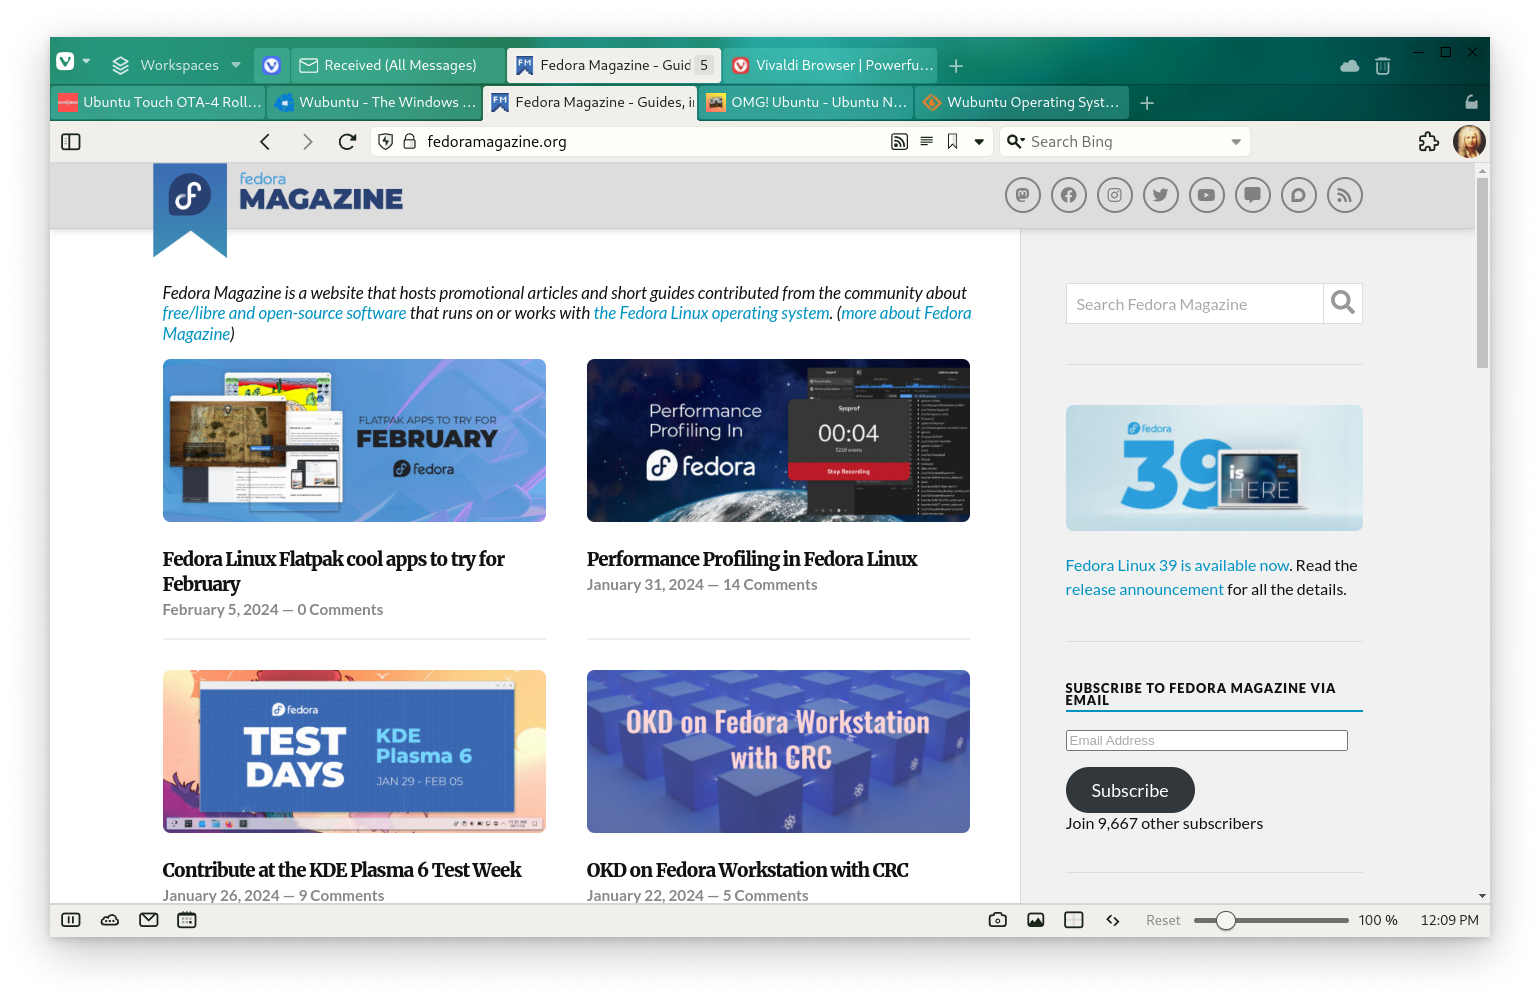 Workspaces
Received (All Messages)
Fedora Magazine - Guid 5
Vivaldi Browser | Powerfu...
Ubuntu Touch OTA-4 Roll...
Wubuntu - The Windows ...
Fedora Magazine - Guides, i
OMG! Ubuntu - Ubuntu N...
Wubuntu Operating Syst...
fedoramagazine.org
Search Bing
fedora
MAGAZINE
Fedora Magazine is a website that hosts promotional articles and short guides contributed from the community about
free/libre and open-source software that runs on or works with the Fedora Linux operating system. (more about Fedora
Magazine)
Search Fedora Magazine
FLATPAK APPS TO TRY FOR
FEBRUARY
fedora
Performance
Profiling In
fedora
Sysprof
00:04
Stop Recording
fedora
39
is
HERE
Fedora Linux Flatpak cool apps to try for
February
February 5, 2024 — 0 Comments
Performance Profiling in Fedora Linux
January 31, 2024 — 14 Comments
Fedora Linux 39 is available now. Read the
release announcement for all the details.
fedora
TEST
DAYS
KDE
Plasma 6
JAN 29 - FEB 05
OKD on Fedora Workstation
with CRC
SUBSCRIBE TO FEDORA MAGAZINE VIA
EMAIL
Email Address
Subscribe
Join 9,667 other subscribers
Contribute at the KDE Plasma 6 Test Week
January 26, 2024 — 9 Comments
OKD on Fedora Workstation with CRC
January 22, 2024 — 5 Comments
Reset
100 %
12:09 PM